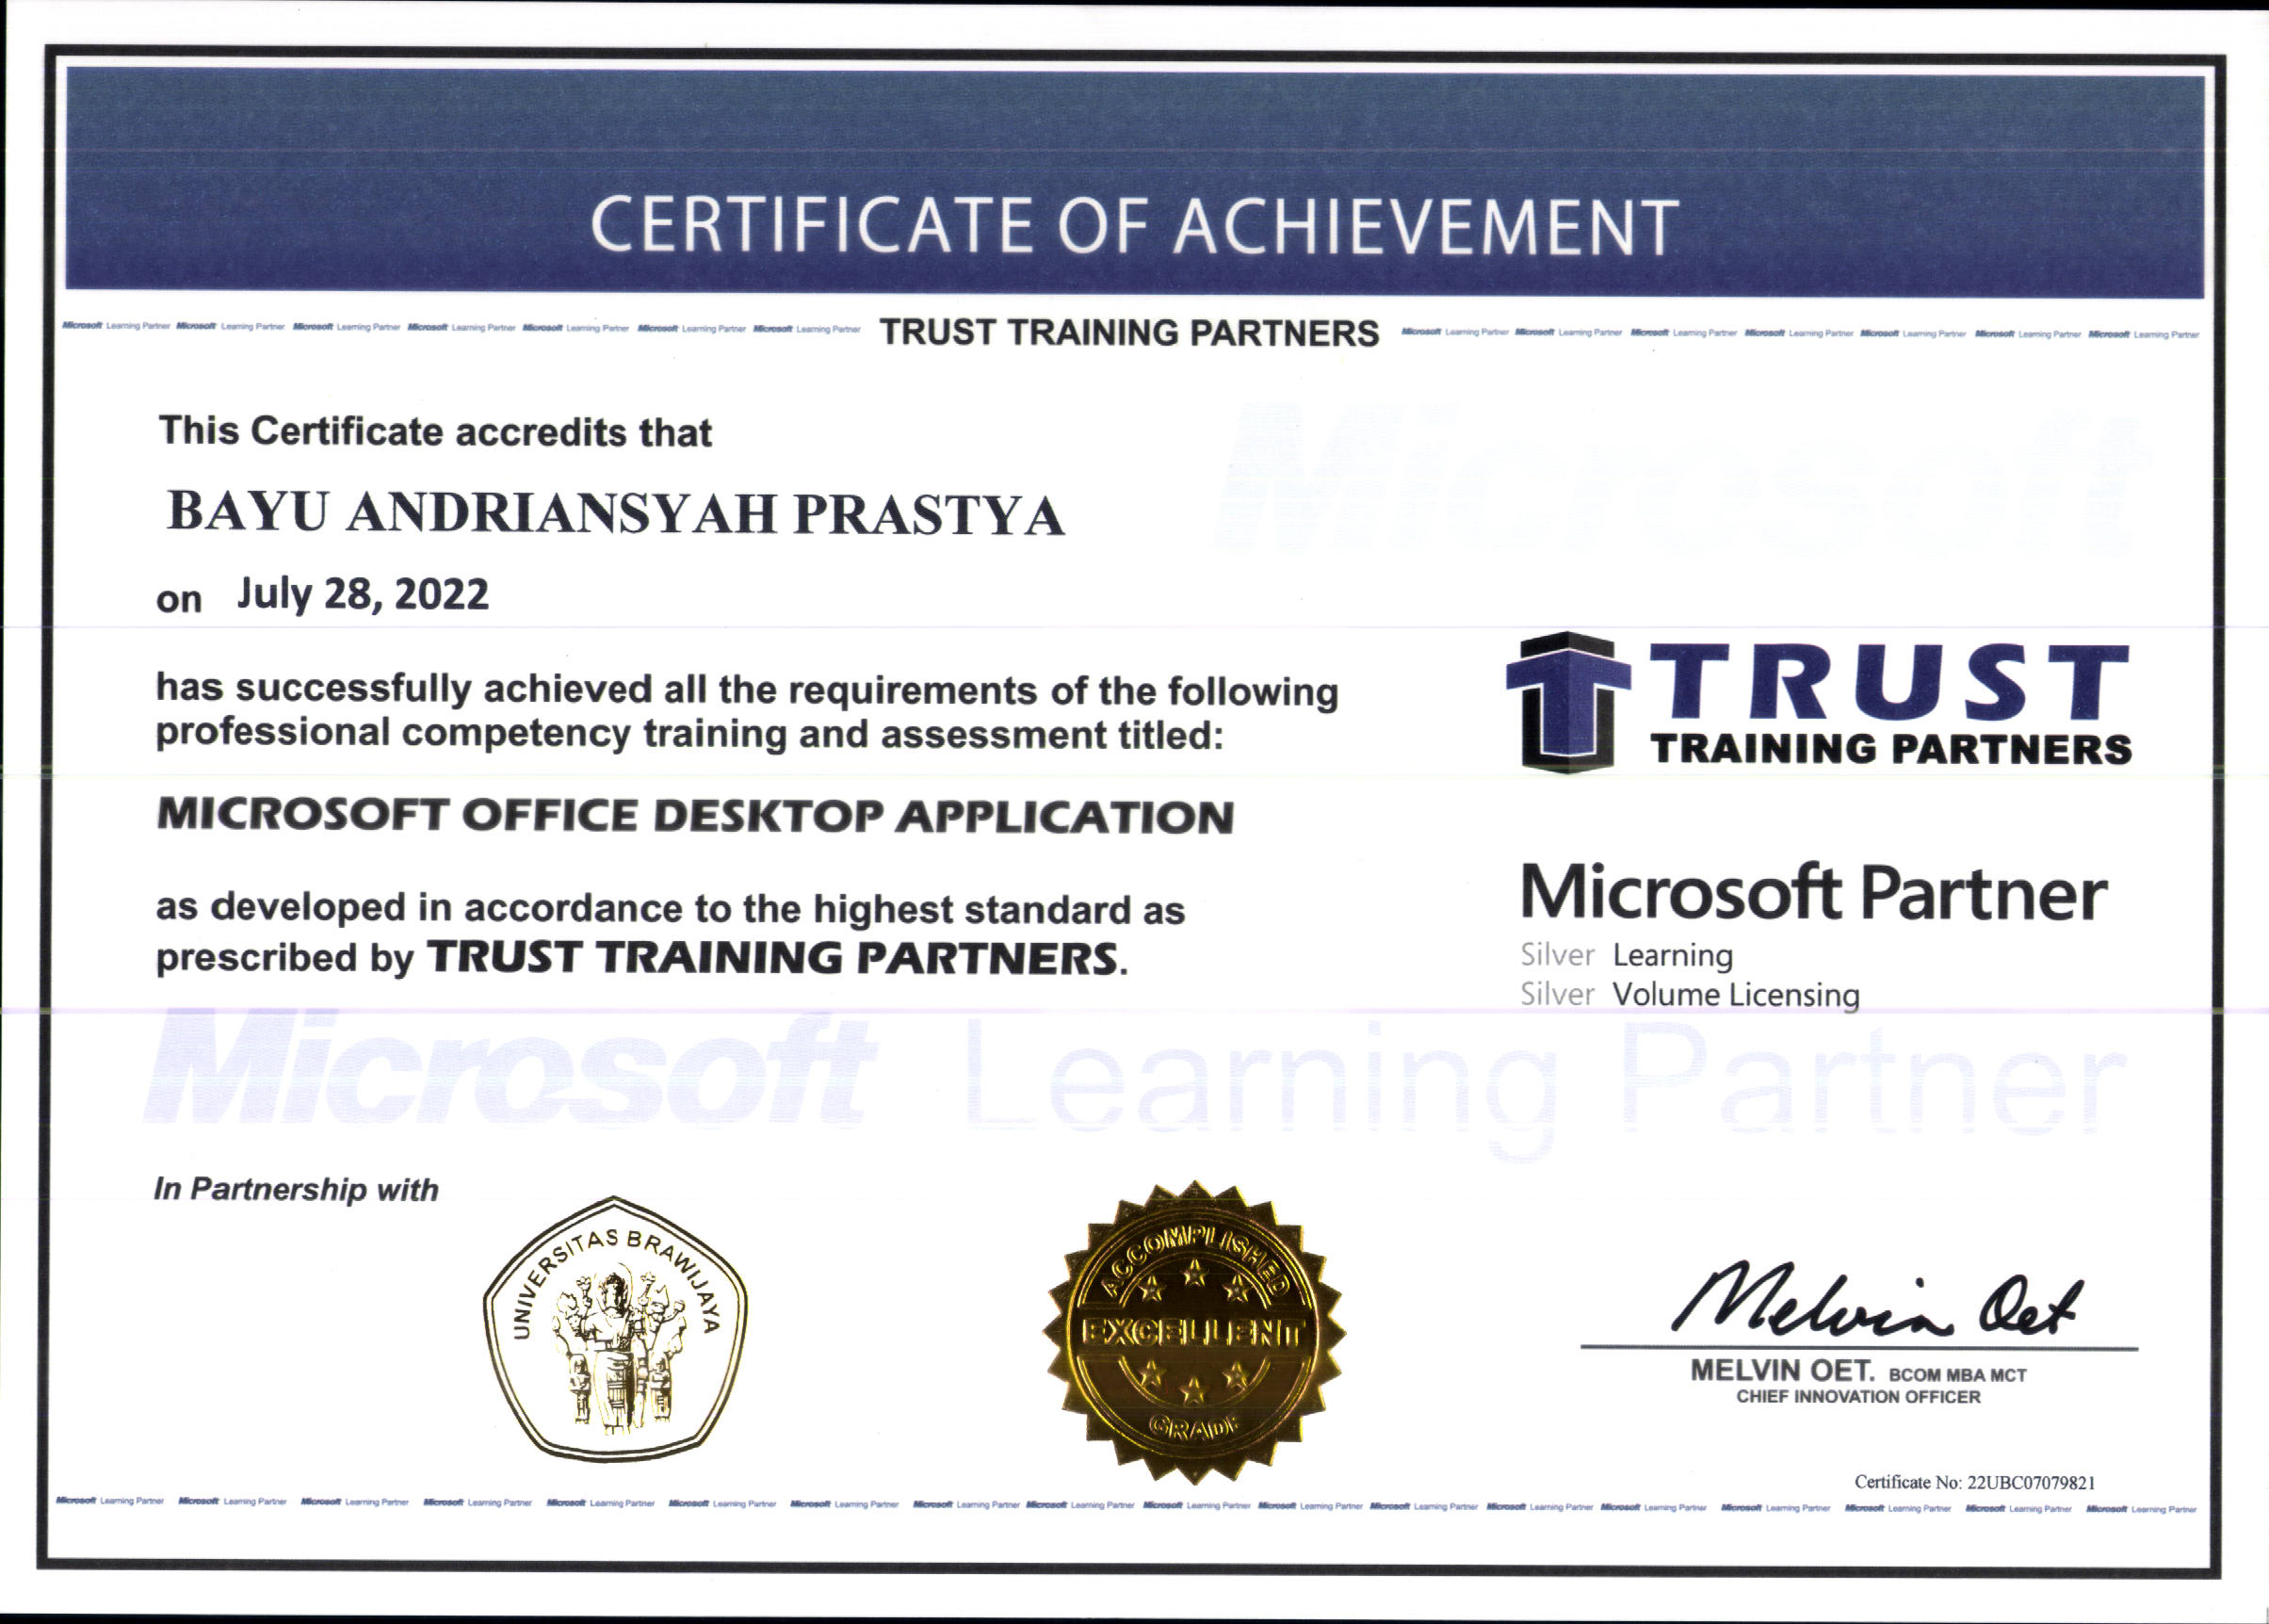 CERTIFICATE OF ACHIEVEMENT
Microsoft Learning Partner Microsoft Learning Partner Microsoft Learning Partner Microsoft Learning Partner Microsoft Learning Partner Microsoft Learning Partner Microsoft Learning Partner TRUST TRAINING PARTNERS Microsoft Learning Partner Microsoft Learning Partner Microsoft Learning Partner Microsoft Learning Partner Microsoft Learning Partner Microsoft Learning Partner Microsoft Learning Partner
This Certificate accredits that
Microsoft
BAYU ANDRIANSYAH PRASTYA
on July 28, 2022
has successfully achieved all the requirements of the following
professional competency training and assessment titled:
TRUST
TRAINING PARTNERS
MICROSOFT OFFICE DESKTOP APPLICATION
as developed in accordance to the highest standard as
prescribed by TRUST TRAINING PARTNERS.
Microsoft Partner
Silver Learning
Silver Volume Licensing
Microsoft Learning Partner
In Partnership with
UNIVERSITAS BRAWIJAYA
ACCOMPLISHED
EXCELLENT
GRADE
Melvin Oet
MELVIN OET. BCOM MBA MCT
CHIEF INNOVATION OFFICER
Certificate No: 22UBC07079821
Microsoft Learning Partner Microsoft Learning Partner Microsoft Learning Partner Microsoft Learning Partner Microsoft Learning Partner Microsoft Learning Partner Microsoft Learning Partner Microsoft Learning Partner Microsoft Learning Partner Microsoft Learning Partner Microsoft Learning Partner Microsoft Learning Partner Microsoft Learning Partner Microsoft Learning Partner Microsoft Learning Partner Microsoft Learning Partner Microsoft Learning Partner Microsoft Learning Partner